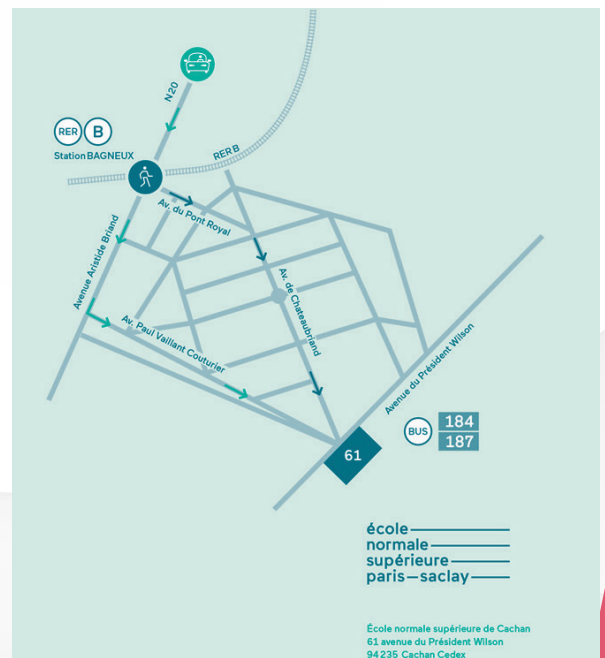 N20
RER B
Station BAGNEUX
RER B
Av. du Pont Royal
Avenue Aristide Briand
Av. de Chateaubriand
Av. Paul Vaillant Couturier
Avenue du Président Wilson
BUS
184
187
61
école
normale
supérieure
paris—saclay
École normale supérieure de Cachan
61 avenue du Président Wilson
94235 Cachan Cedex